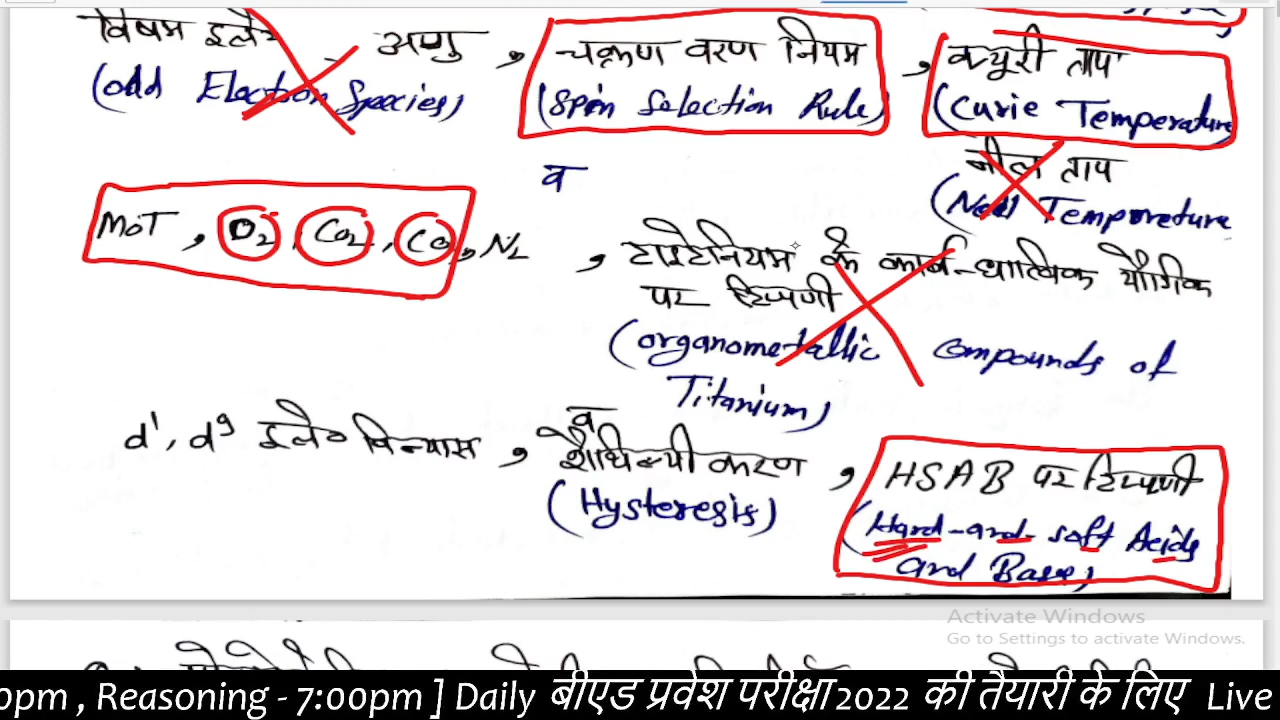 विषम इले० अणु , चक्रण वरण नियम , क्यूरी ताप
(odd Electron Species) (Spin Selection Rule) (Curie Temperature
व नील ताप
(Neel Temperature
MOT , O2 , CO2 , CO , N2 , टाइटेनियम के कार्ब-धात्विक यौगिक
पर टिप्पणी
(organometallic compounds of
Titanium)
व
d1, d9 इले० विन्यास , शैथिल्यीकरण , HSAB पर टिप्पणी
(Hysteresis) (Hard-and-soft Acids
and Base)
Activate Windows
Go to Settings to activate Windows.
0pm , Reasoning - 7:00pm ] Daily बीएड प्रवेश परीक्षा 2022 की तैयारी के लिए Live